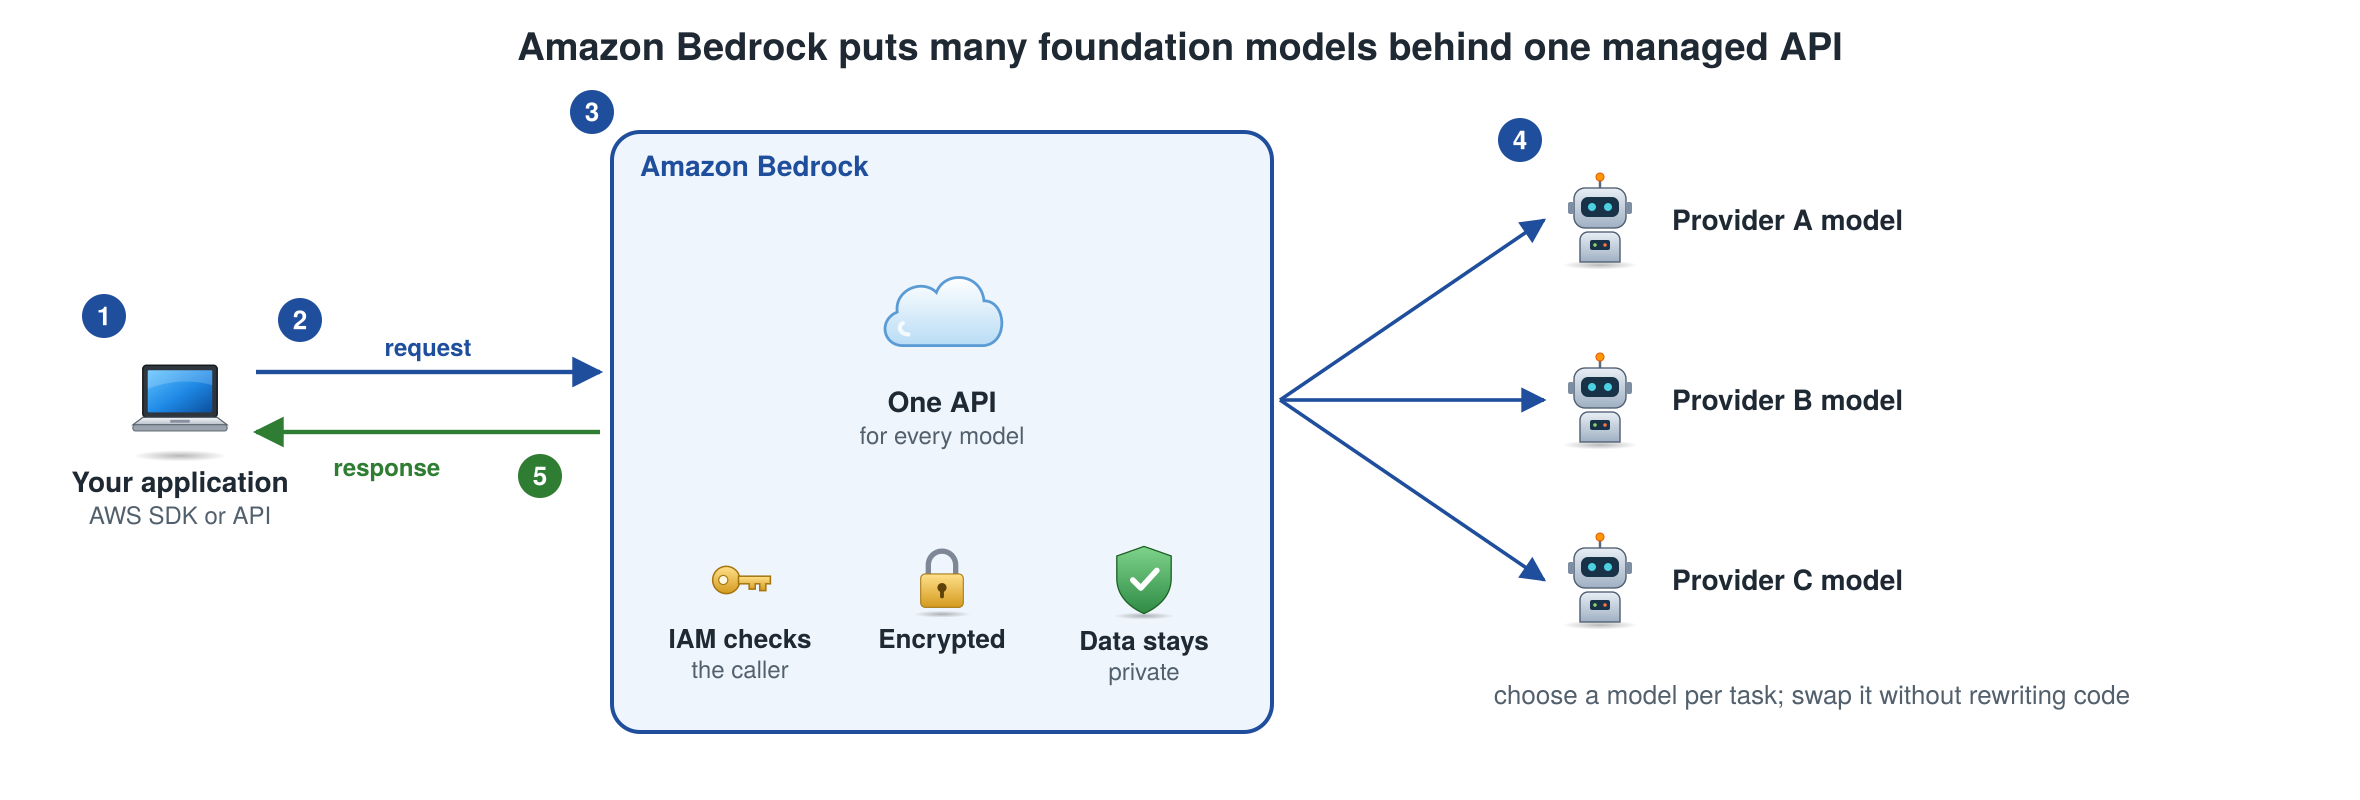 Amazon Bedrock puts many foundation models behind one managed API
3
4
Amazon Bedrock
Provider A model
1
2
request
One API
for every model
Provider B model
response
5
Your application
AWS SDK or API
IAM checks
the caller
Encrypted
Data stays
private
Provider C model
choose a model per task; swap it without rewriting code